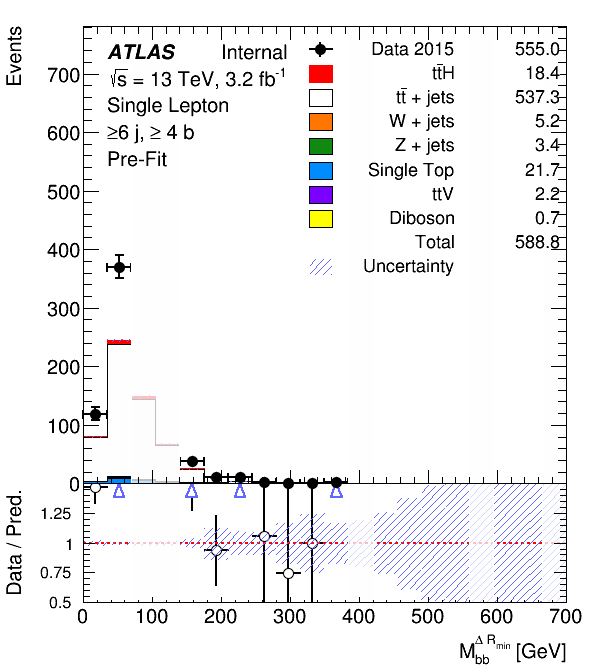 Events
ATLAS Internal
√s = 13 TeV, 3.2 fb⁻¹
Single Lepton
≥6 j, ≥ 4 b
Pre-Fit
Data 2015 555.0
tt̄H 18.4
tt̄ + jets 537.3
W + jets 5.2
Z + jets 3.4
Single Top 21.7
ttV 2.2
Diboson 0.7
Total 588.8
Uncertainty
700
600
500
400
300
200
100
0
Data / Pred.
1.25
1
0.75
0.5
0 100 200 300 400 500 600 700
M_bb^ΔR_min [GeV]